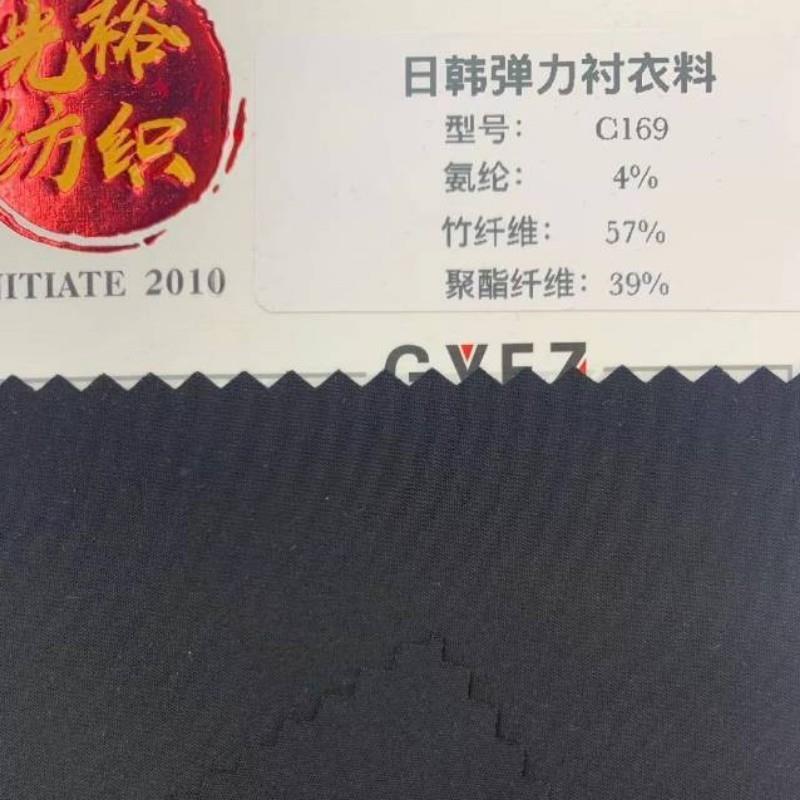 光裕
纺织
NITIATE 2010
日韩弹力衬衣料
型号： C169
氨纶： 4%
竹纤维： 57%
聚酯纤维： 39%
GYFZ